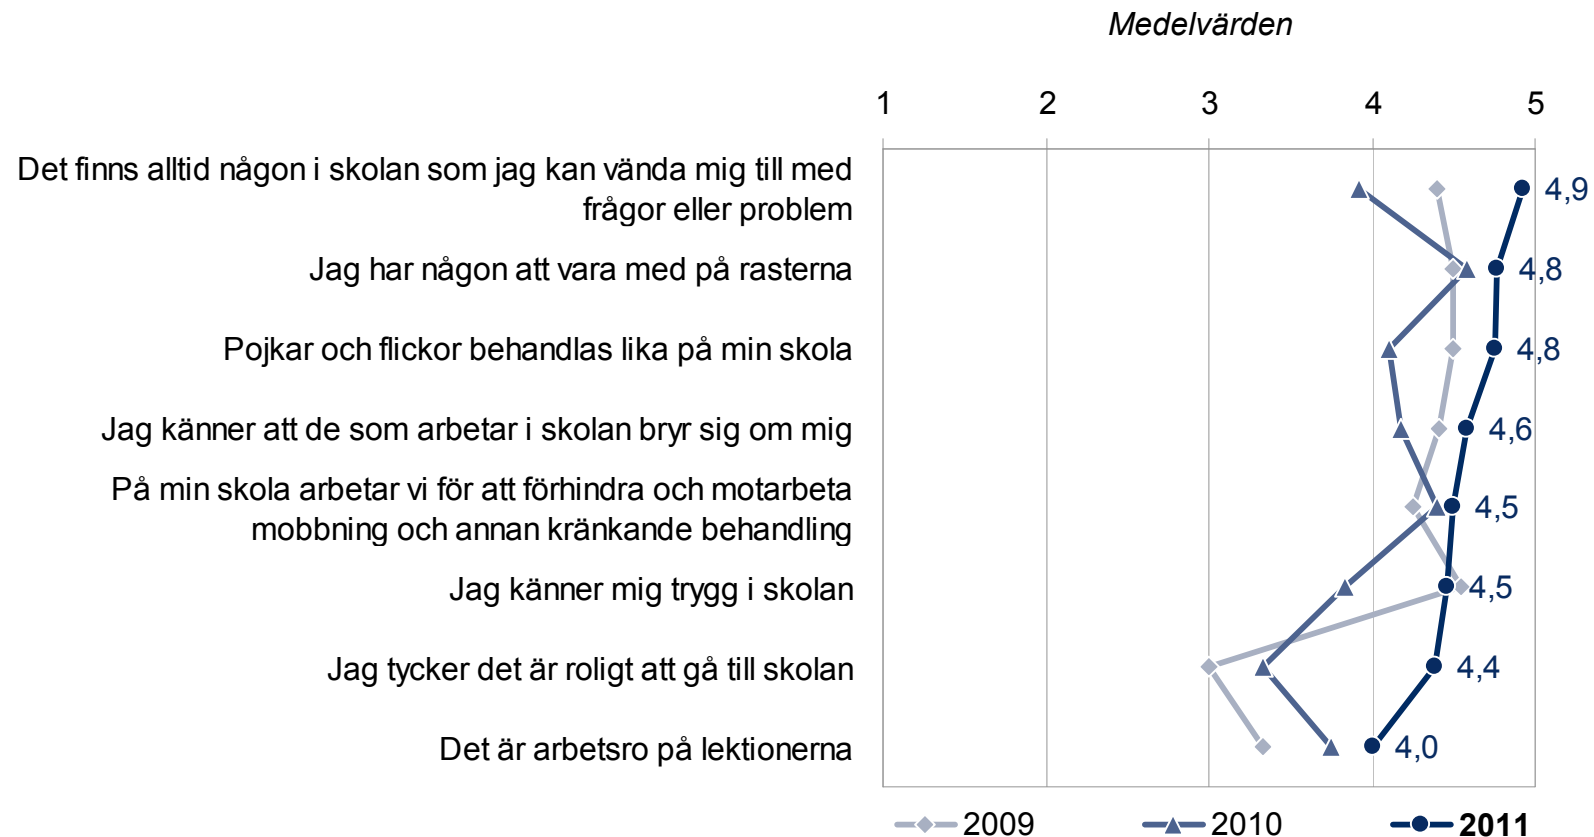 Medelvärden
1 2 3 4 5
Det finns alltid någon i skolan som jag kan vända mig till med
frågor eller problem
4,9
Jag har någon att vara med på rasterna
4,8
Pojkar och flickor behandlas lika på min skola
4,8
Jag känner att de som arbetar i skolan bryr sig om mig
4,6
På min skola arbetar vi för att förhindra och motarbeta
mobbning och annan kränkande behandling
4,5
Jag känner mig trygg i skolan
4,5
Jag tycker det är roligt att gå till skolan
4,4
Det är arbetsro på lektionerna
4,0
2009 2010 2011